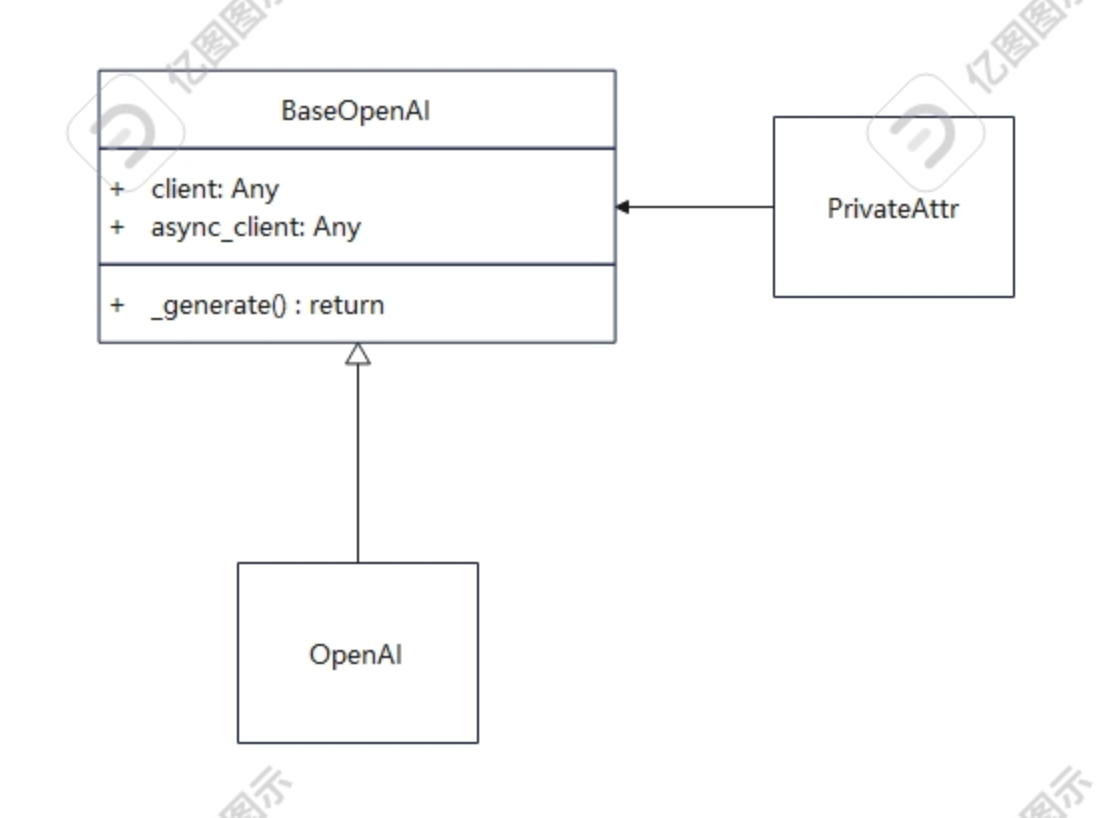 亿图图示
亿图图示
BaseOpenAI
+ client: Any
+ async_client: Any
+ _generate() : return
PrivateAttr
OpenAI
图示
图示